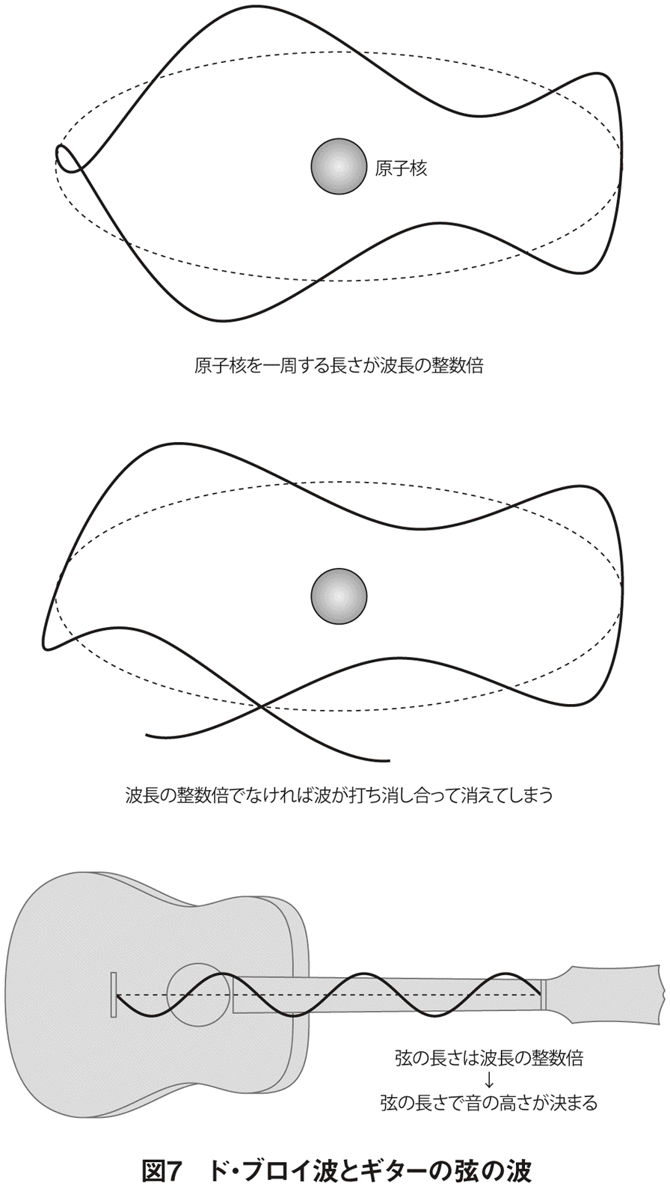 原子核
原子核を一周する長さが波長の整数倍
波長の整数倍でなければ波が打ち消し合って消えてしまう
弦の長さは波長の整数倍
↓
弦の長さで音の高さが決まる
図7　ド・ブロイ波とギターの弦の波